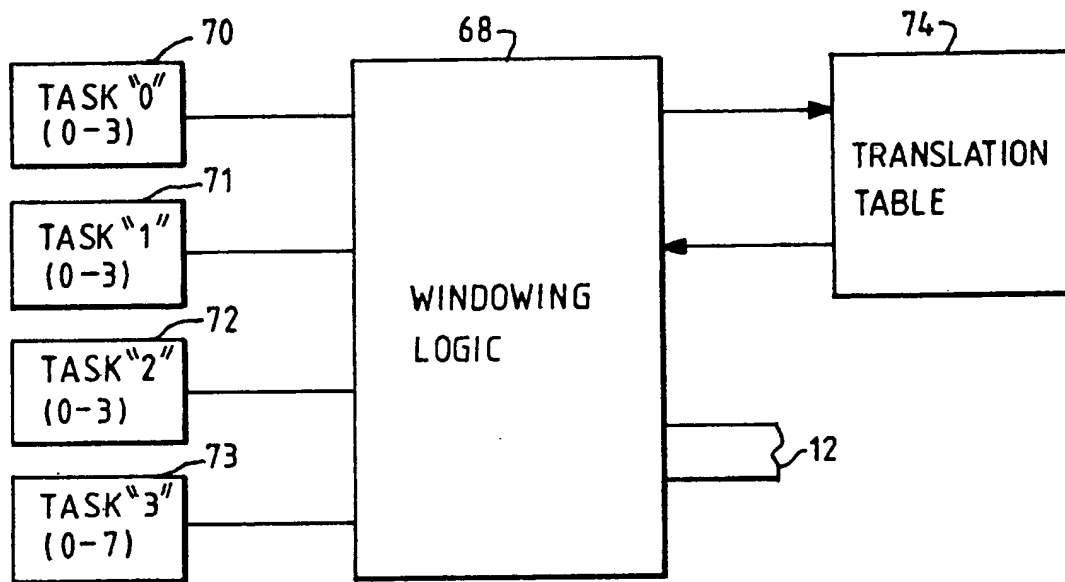 70
TASK "0"
(0-3)
71
TASK "1"
(0-3)
72
TASK "2"
(0-3)
73
TASK "3"
(0-7)
68
WINDOWING
LOGIC
74
TRANSLATION
TABLE
12